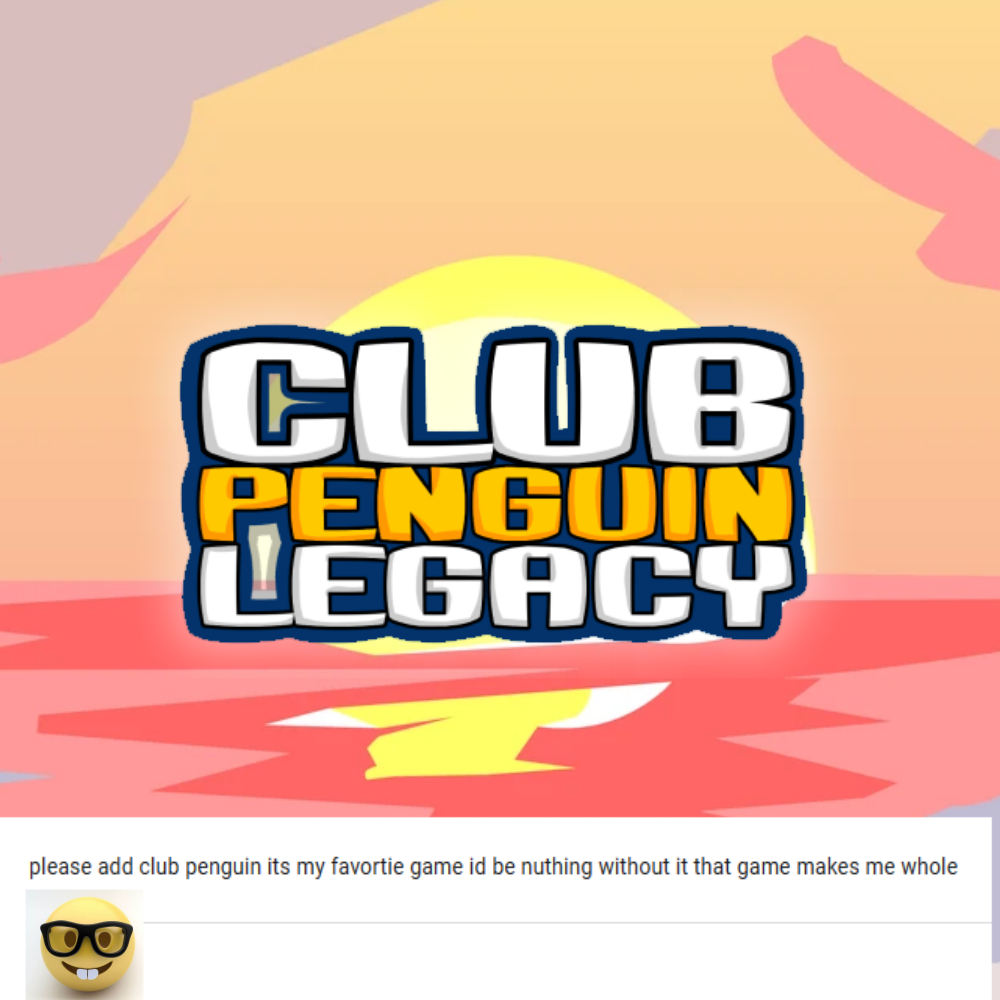 CLUB
PENGUIN
LEGACY
please add club penguin its my favortie game id be nuthing without it that game makes me whole